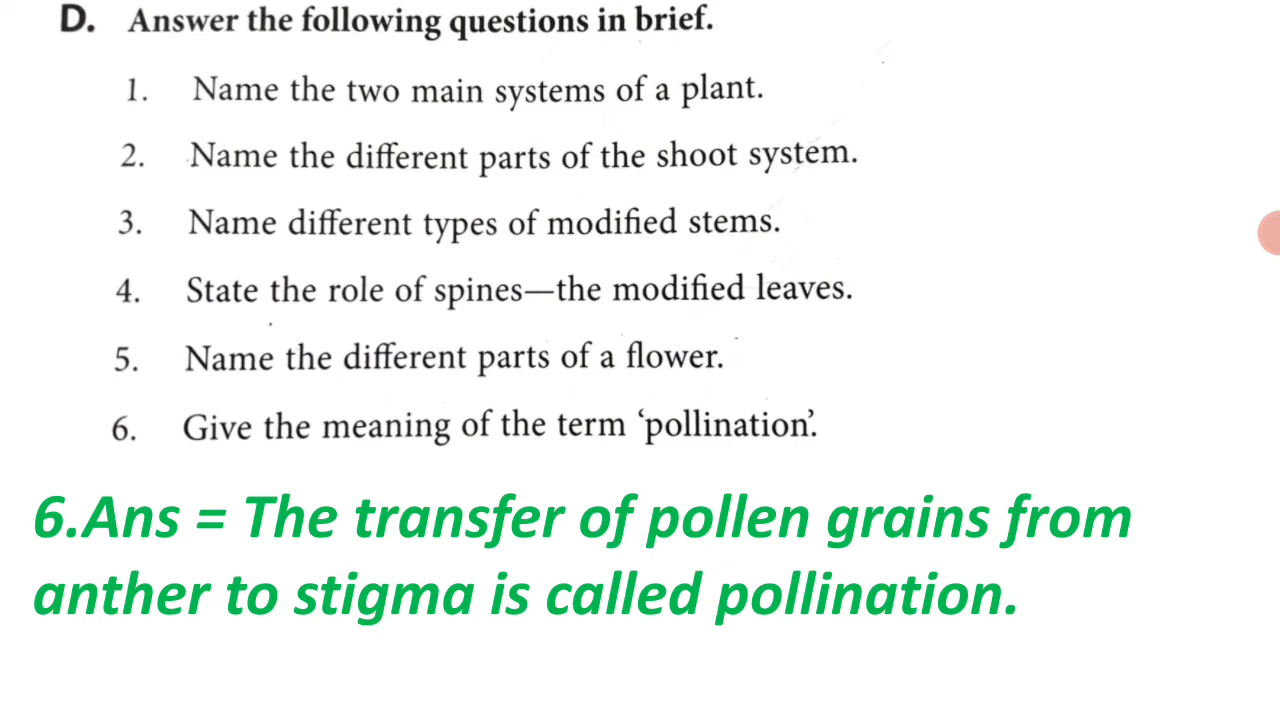 D. Answer the following questions in brief.
1. Name the two main systems of a plant.
2. Name the different parts of the shoot system.
3. Name different types of modified stems.
4. State the role of spines—the modified leaves.
5. Name the different parts of a flower.
6. Give the meaning of the term ‘pollination’.
6.Ans = The transfer of pollen grains from
anther to stigma is called pollination.